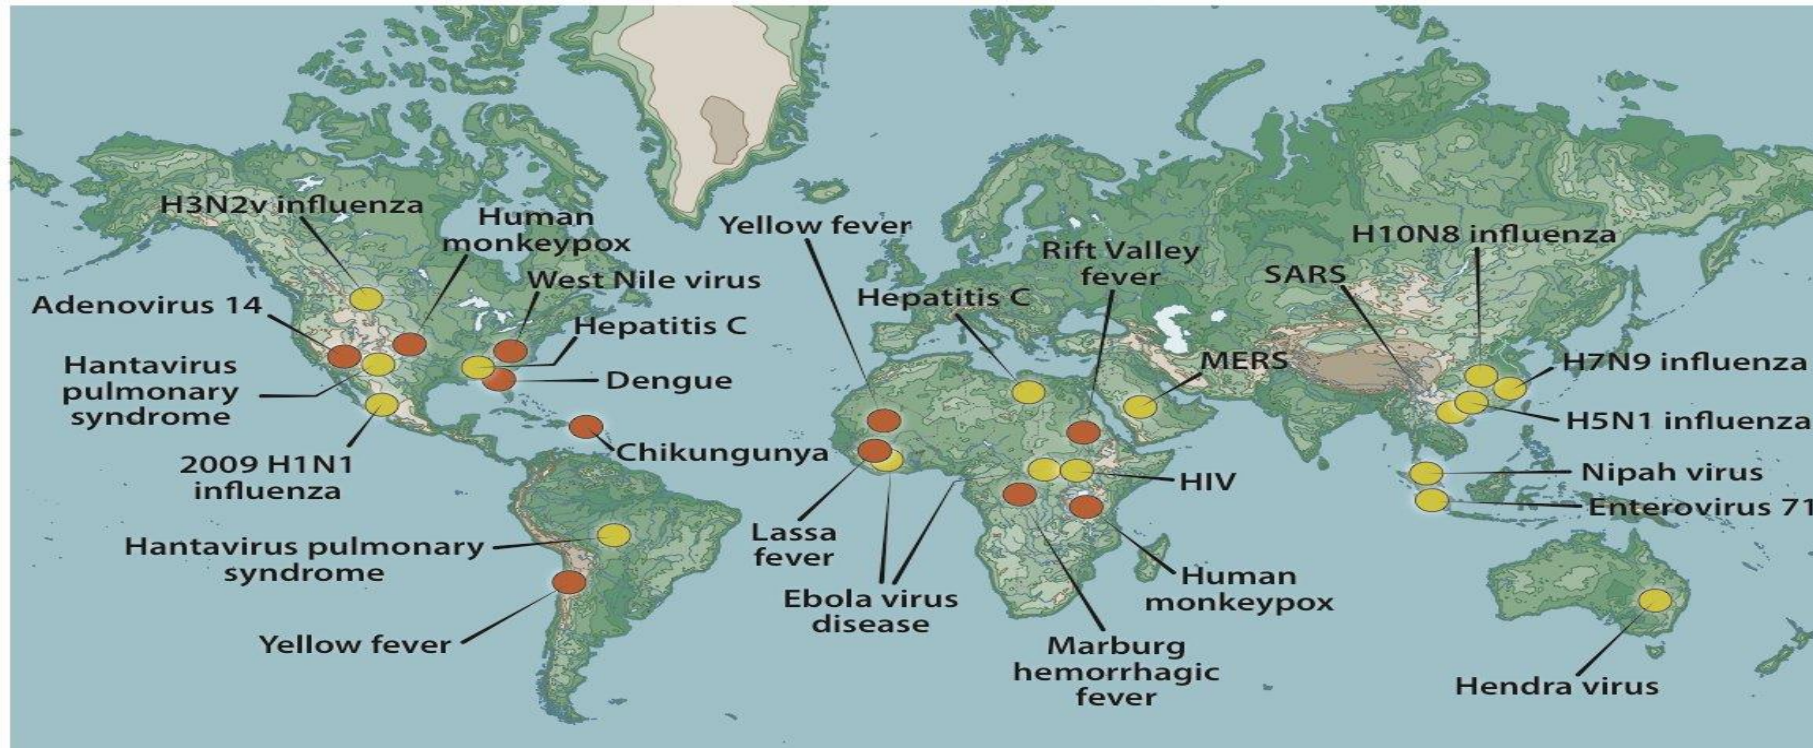 H3N2v influenza
Human
monkeypox
West Nile virus
Adenovirus 14
Hepatitis C
Hantavirus
pulmonary
syndrome
Dengue
2009 H1N1
influenza
Chikungunya
Hantavirus pulmonary
syndrome
Yellow fever
Yellow fever
Hepatitis C
Rift Valley
fever
MERS
HIV
Lassa
fever
Ebola virus
disease
Human
monkeypox
Marburg
hemorrhagic
fever
H10N8 influenza
SARS
H7N9 influenza
H5N1 influenza
Nipah virus
Enterovirus 71
Hendra virus